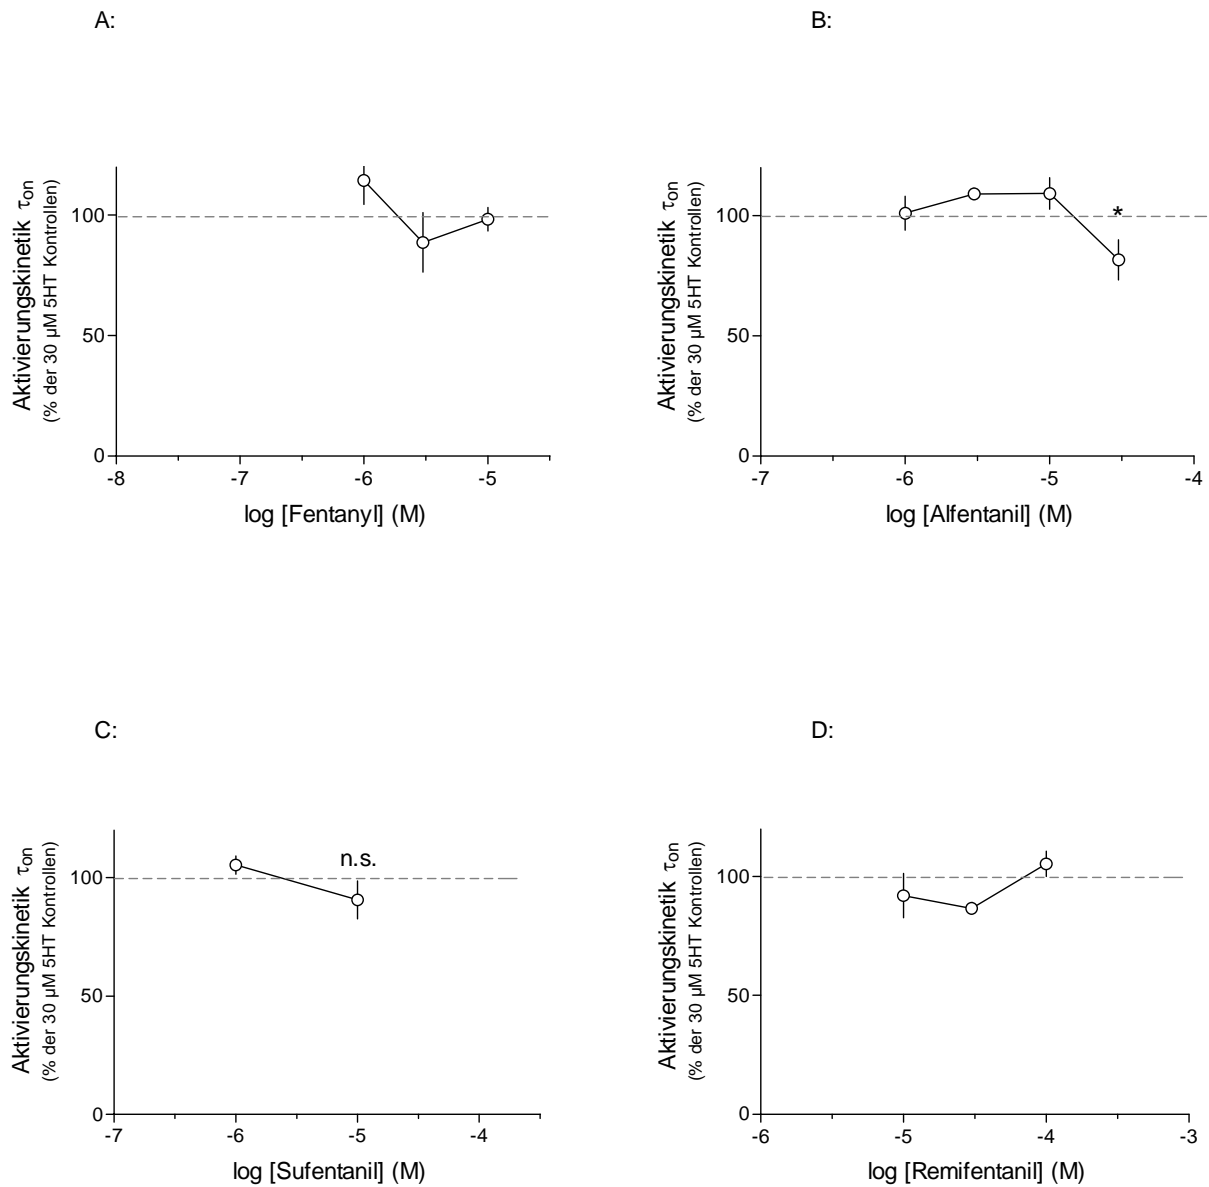 A:
B:
Aktivierungskinetik τon
(% der 30 µM 5HT Kontrollen)
100
50
0
-8
-7
-6
-5
log [Fentanyl] (M)
Aktivierungskinetik τon
(% der 30 µM 5HT Kontrollen)
100
50
0
*
-7
-6
-5
-4
log [Alfentanil] (M)
C:
D:
Aktivierungskinetik τon
(% der 30 µM 5HT Kontrollen)
100
50
0
n.s.
-7
-6
-5
-4
log [Sufentanil] (M)
Aktivierungskinetik τon
(% der 30 µM 5HT Kontrollen)
100
50
0
-6
-5
-4
-3
log [Remifentanil] (M)